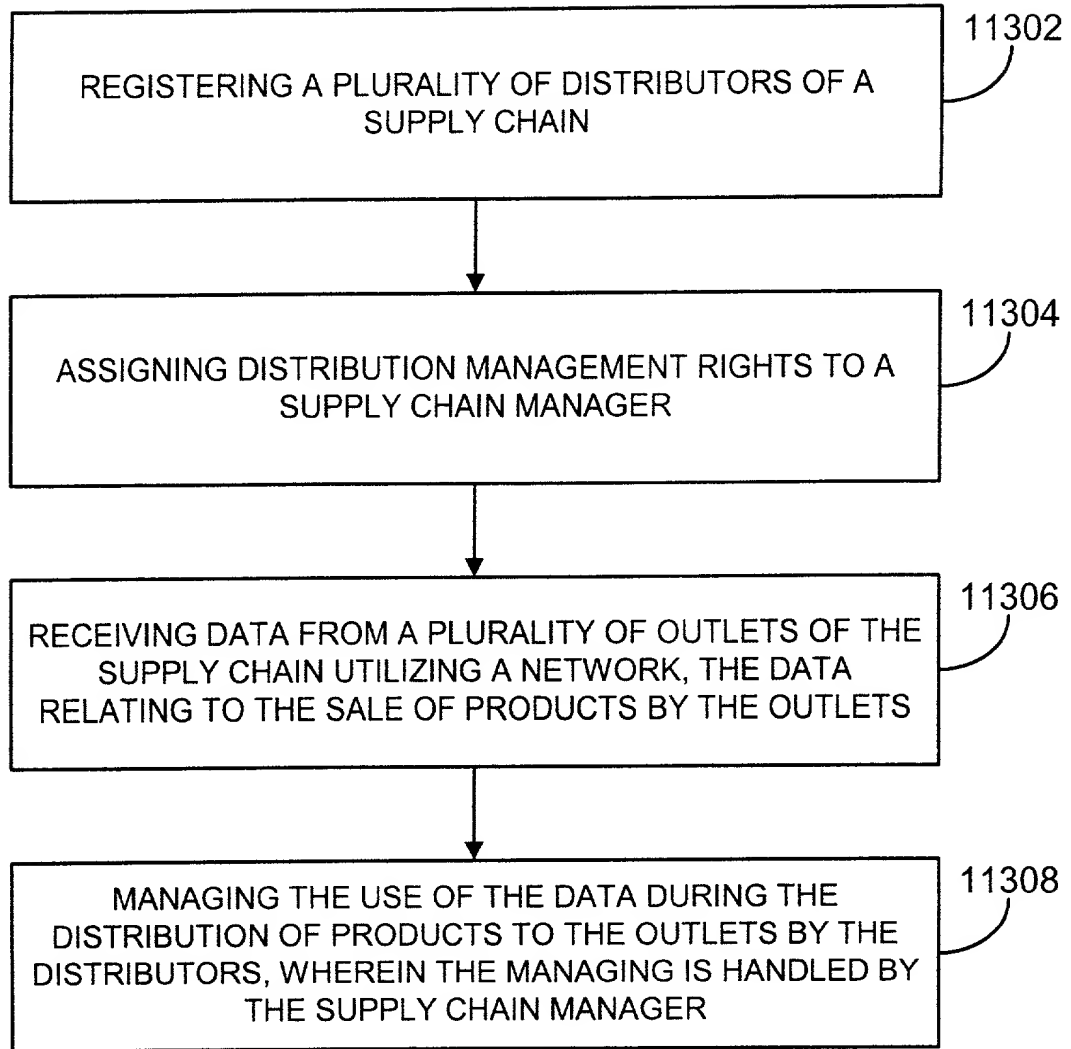 11302
REGISTERING A PLURALITY OF DISTRIBUTORS OF A
SUPPLY CHAIN
11304
ASSIGNING DISTRIBUTION MANAGEMENT RIGHTS TO A
SUPPLY CHAIN MANAGER
11306
RECEIVING DATA FROM A PLURALITY OF OUTLETS OF THE
SUPPLY CHAIN UTILIZING A NETWORK, THE DATA
RELATING TO THE SALE OF PRODUCTS BY THE OUTLETS
11308
MANAGING THE USE OF THE DATA DURING THE
DISTRIBUTION OF PRODUCTS TO THE OUTLETS BY THE
DISTRIBUTORS, WHEREIN THE MANAGING IS HANDLED BY
THE SUPPLY CHAIN MANAGER